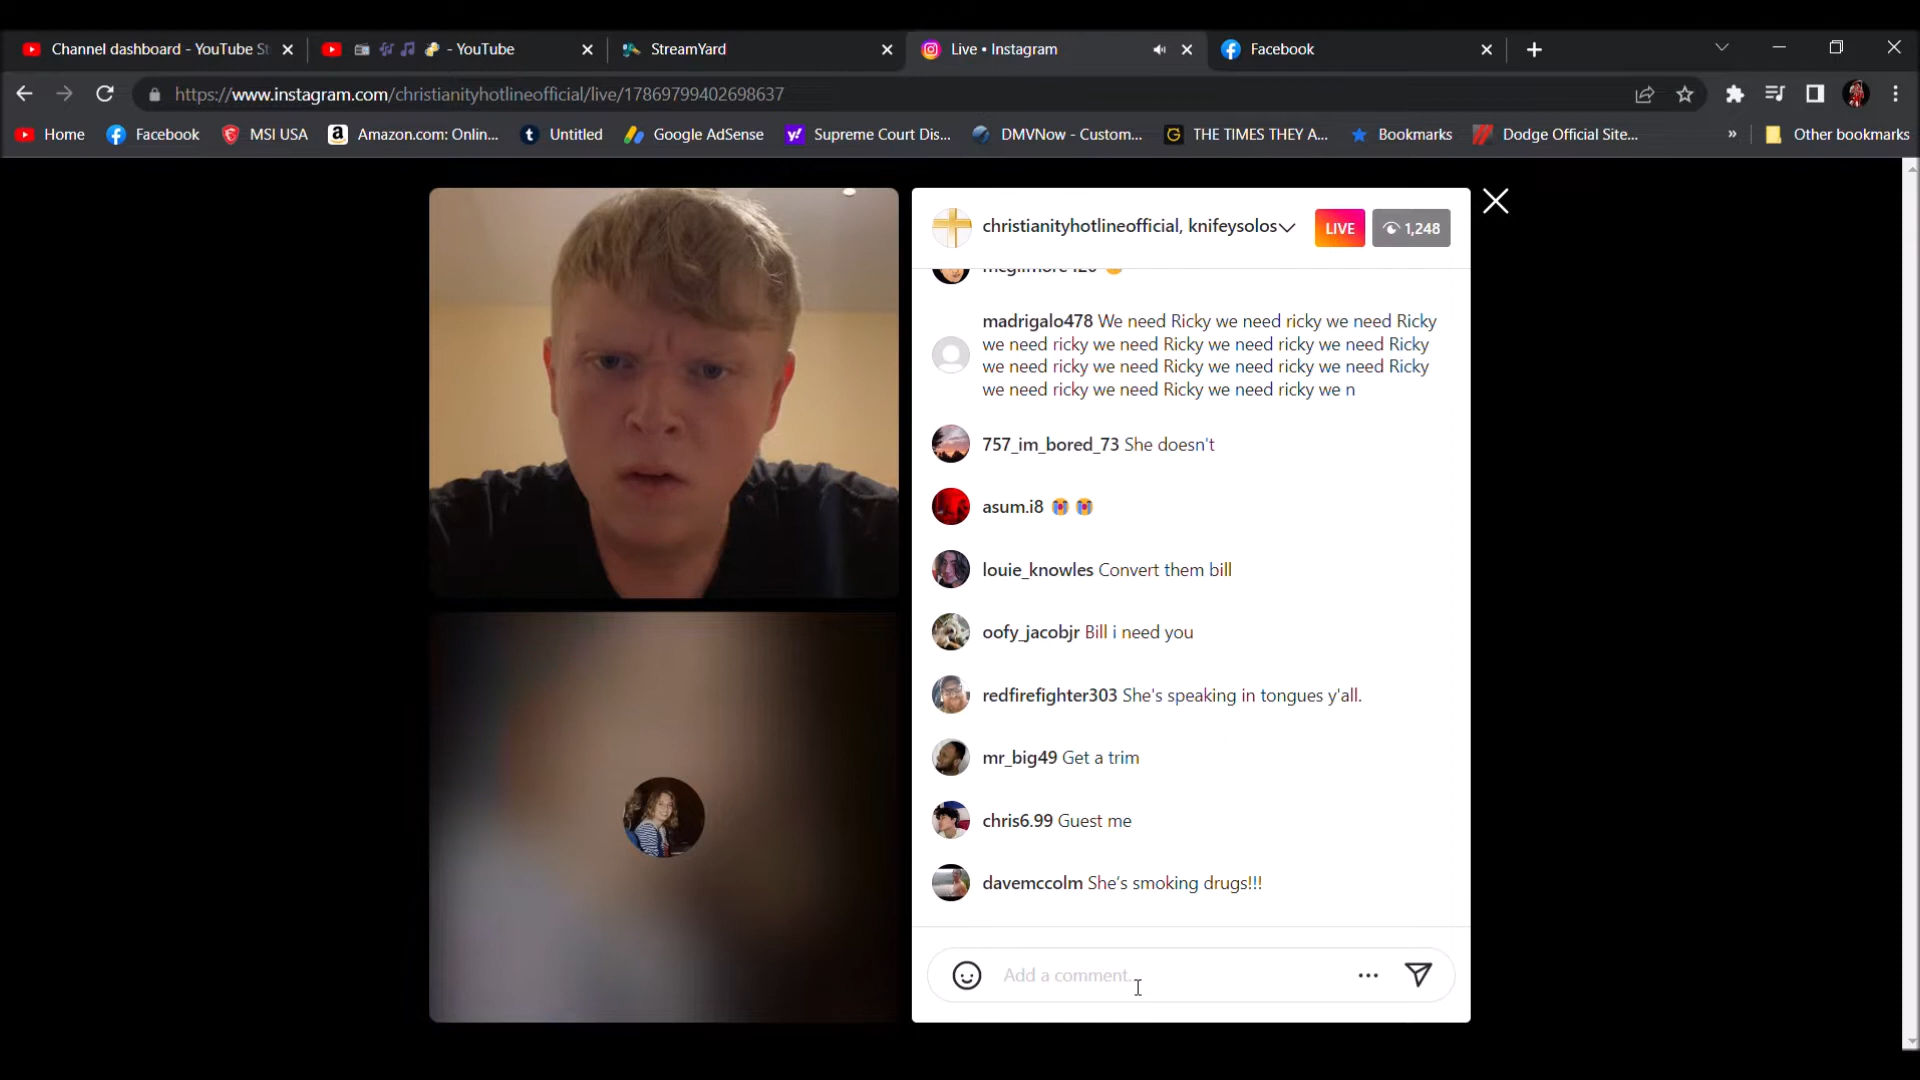 Channel dashboard - YouTube St
- YouTube
StreamYard
Live • Instagram
Facebook
https://www.instagram.com/christianityhotlineofficial/live/17869799402698637
Home
Facebook
MSI USA
Amazon.com: Onlin...
Untitled
Google AdSense
Supreme Court Dis...
DMVNow - Custom...
THE TIMES THEY A...
Bookmarks
Dodge Official Site...
»
Other bookmarks
christianityhotlineofficial, knifeysolos
LIVE
1,248
madrigalo478 We need Ricky we need ricky we need Ricky
we need ricky we need Ricky we need ricky we need Ricky
we need ricky we need Ricky we need ricky we need Ricky
we need ricky we need Ricky we need ricky we n
757_im_bored_73 She doesn't
asum.i8 😭 😭
louie_knowles Convert them bill
oofy_jacobjr Bill i need you
redfirefighter303 She's speaking in tongues y'all.
mr_big49 Get a trim
chris6.99 Guest me
davemccolm She's smoking drugs!!!
Add a comment...